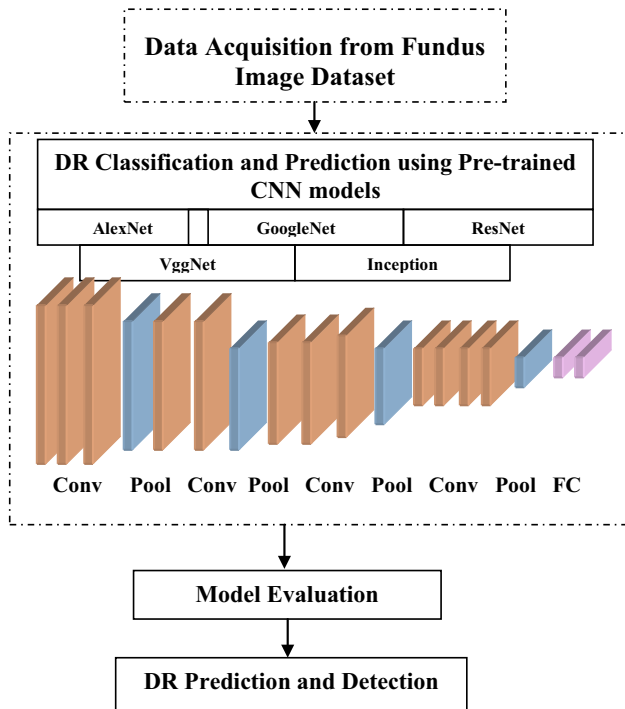 Data Acquisition from Fundus
Image Dataset
DR Classification and Prediction using Pre-trained
CNN models
AlexNet GoogleNet ResNet
VggNet Inception
Conv Pool Conv Pool Conv Pool Conv Pool FC
Model Evaluation
DR Prediction and Detection